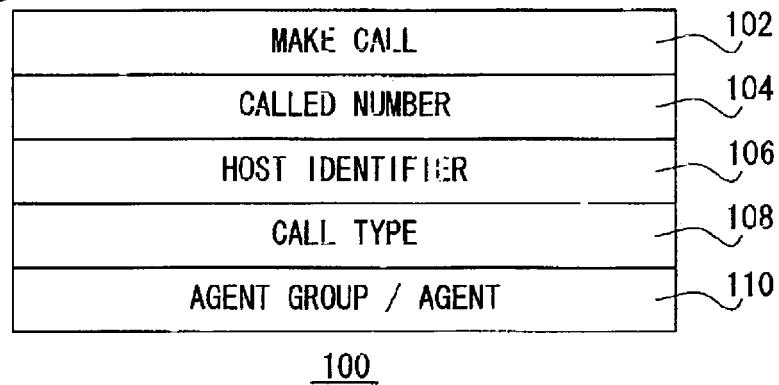 MAKE CALL 102
CALLED NUMBER 104
HOST IDENTIFIER 106
CALL TYPE 108
AGENT GROUP / AGENT 110
100